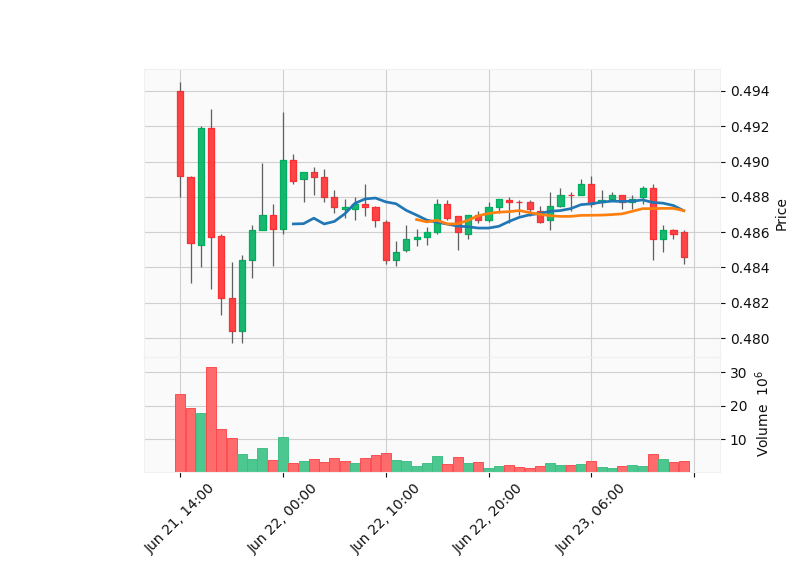 0.494
0.492
0.490
0.488
0.486
0.484
0.482
0.480
Price
30
20
10
Volume 10⁶
Jun 21, 14:00
Jun 22, 00:00
Jun 22, 10:00
Jun 22, 20:00
Jun 23, 06:00